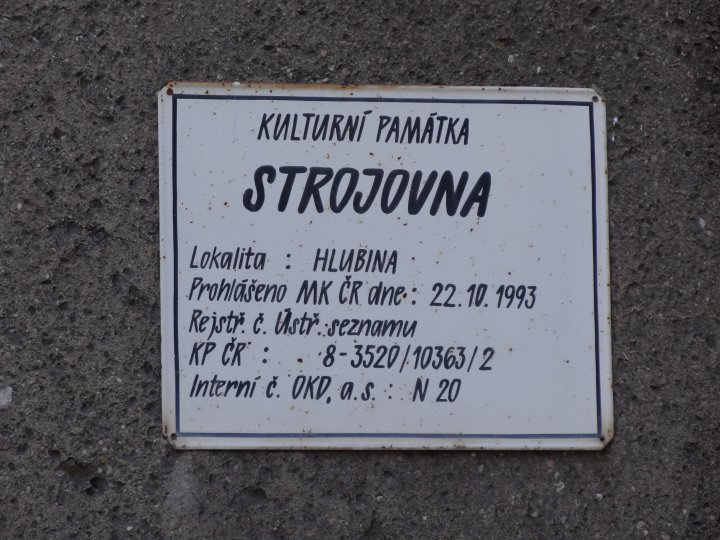 KULTURNÍ PAMÁTKA
STROJOVNA
Lokalita : HLUBINA
Prohlášeno MK ČR dne : 22.10.1993
Rejstř. č. Ústř. seznamu
KP ČR : 8-3520/10363/2
Interní č. OKD, a.s. : N 20